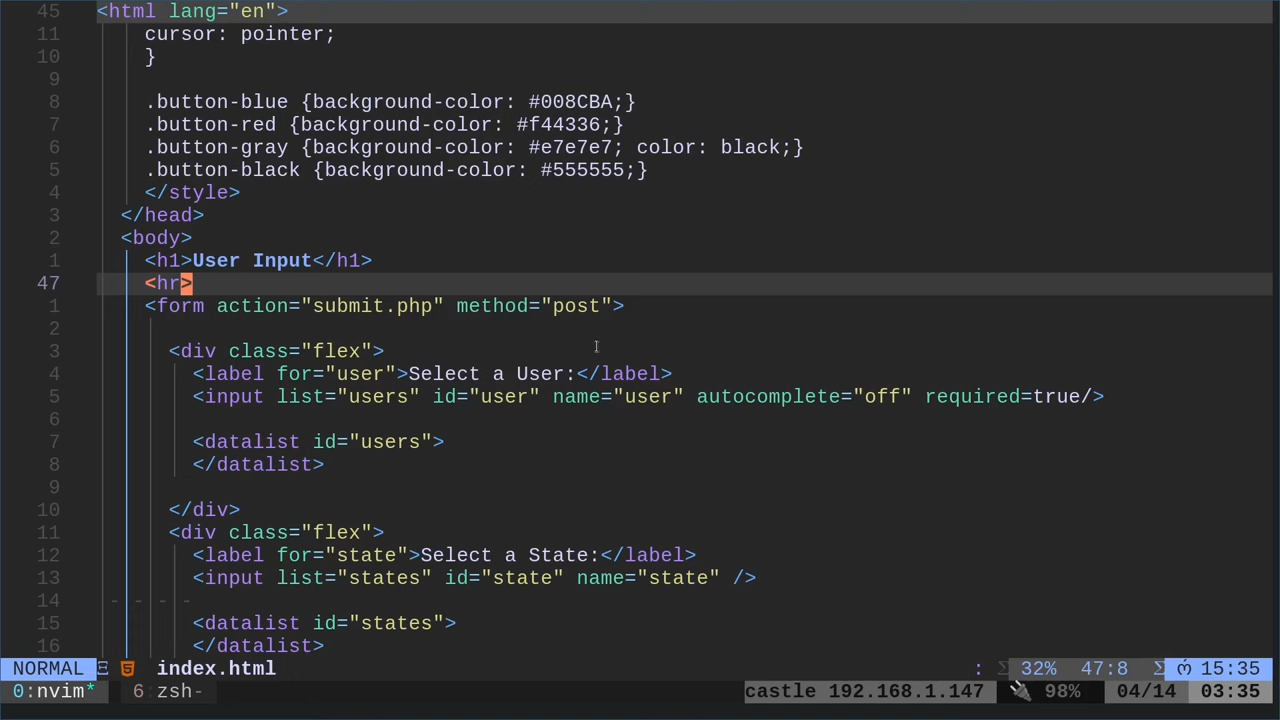 45 <html lang="en">
11 cursor: pointer;
10 }
9
8 .button-blue {background-color: #008CBA;}
7 .button-red {background-color: #f44336;}
6 .button-gray {background-color: #e7e7e7; color: black;}
5 .button-black {background-color: #555555;}
4 </style>
3 </head>
2 <body>
1 <h1>User Input</h1>
47 <hr>
1 <form action="submit.php" method="post">
2
3 <div class="flex">
4 <label for="user">Select a User:</label>
5 <input list="users" id="user" name="user" autocomplete="off" required=true/>
6
7 <datalist id="users">
8 </datalist>
9
10 </div>
11 <div class="flex">
12 <label for="state">Select a State:</label>
13 <input list="states" id="state" name="state" />
14 - - - -
15 <datalist id="states">
16 </datalist>
NORMAL index.html : 32% 47:8 15:35
0:nvim* 6 zsh- castle 192.168.1.147 98% 04/14 03:35